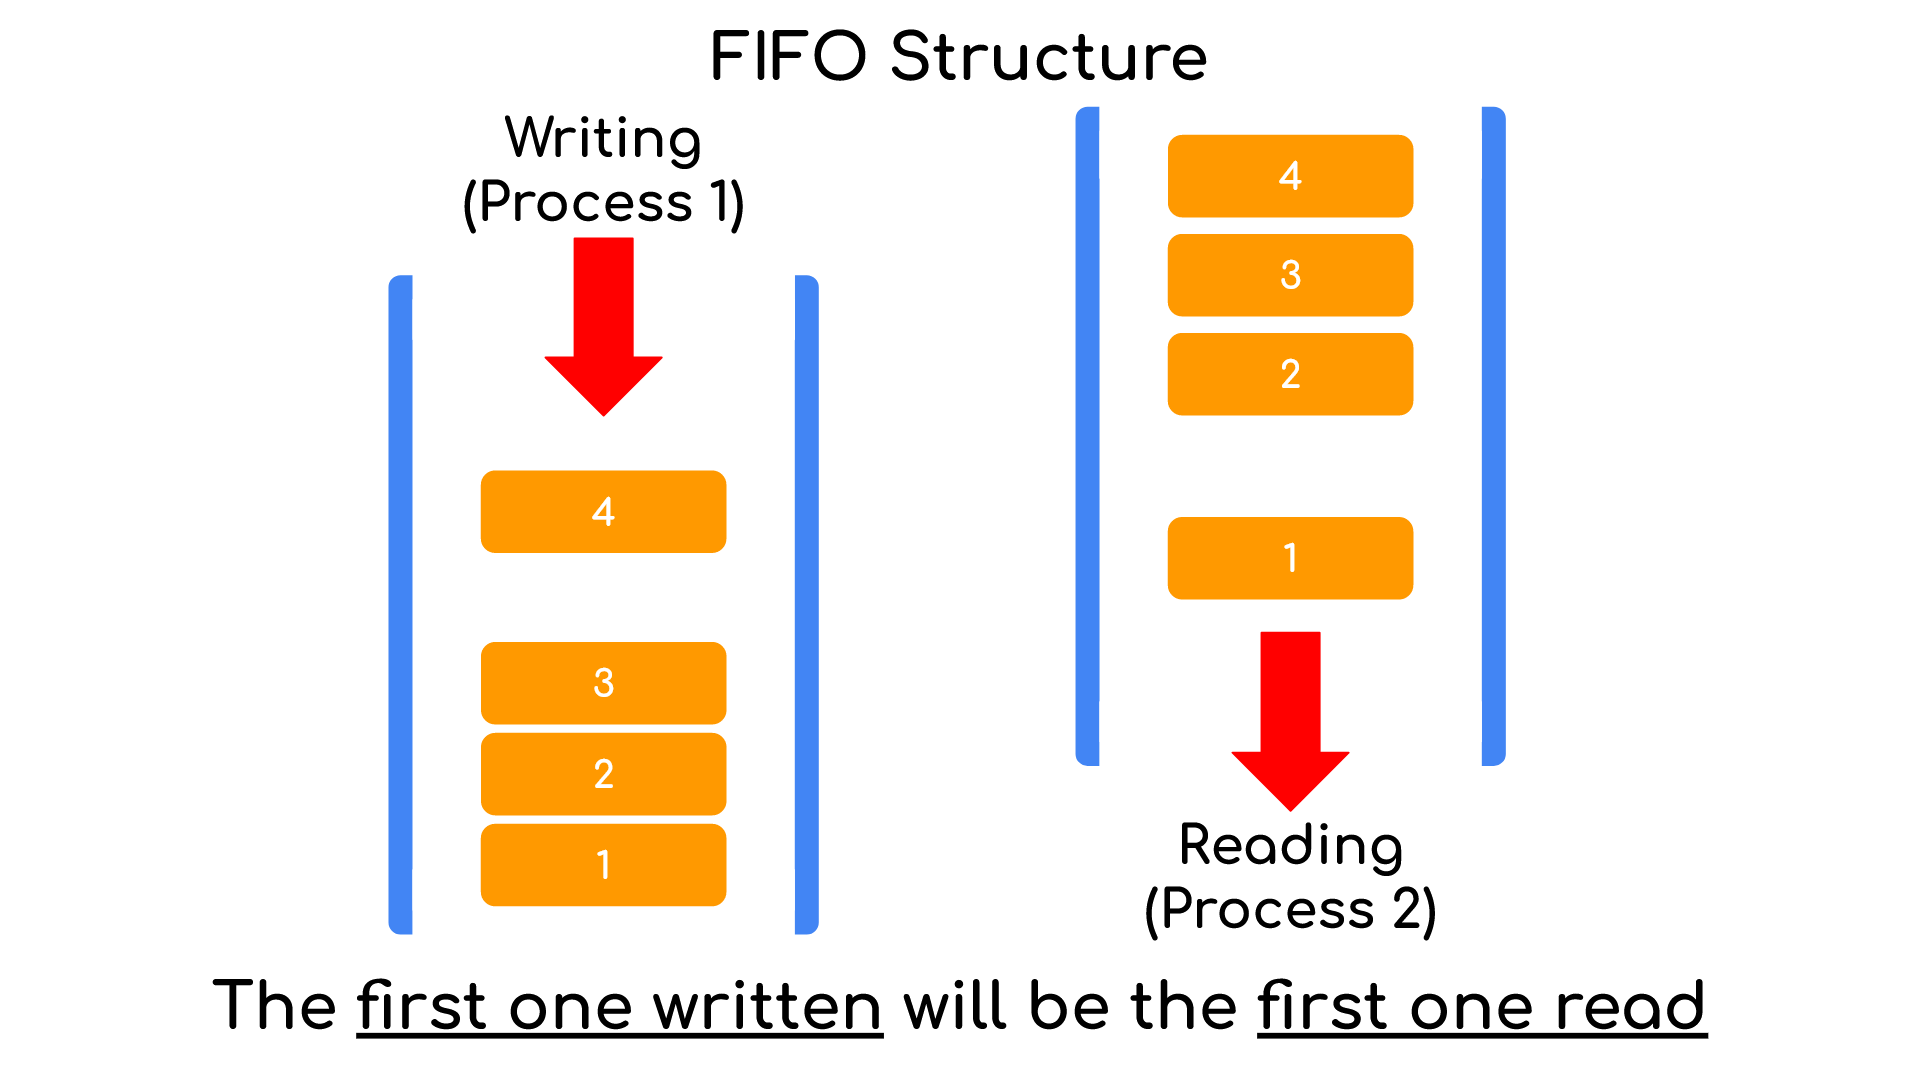 FIFO Structure
Writing
(Process 1)
4
3
2
1
4
3
2
1
Reading
(Process 2)
The first one written will be the first one read